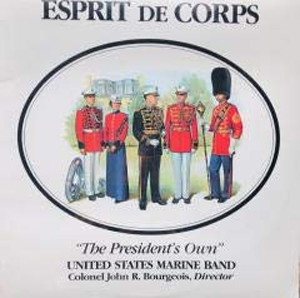 ESPRIT DE CORPS
"The President's Own"
UNITED STATES MARINE BAND
Colonel John R. Bourgeois, Director